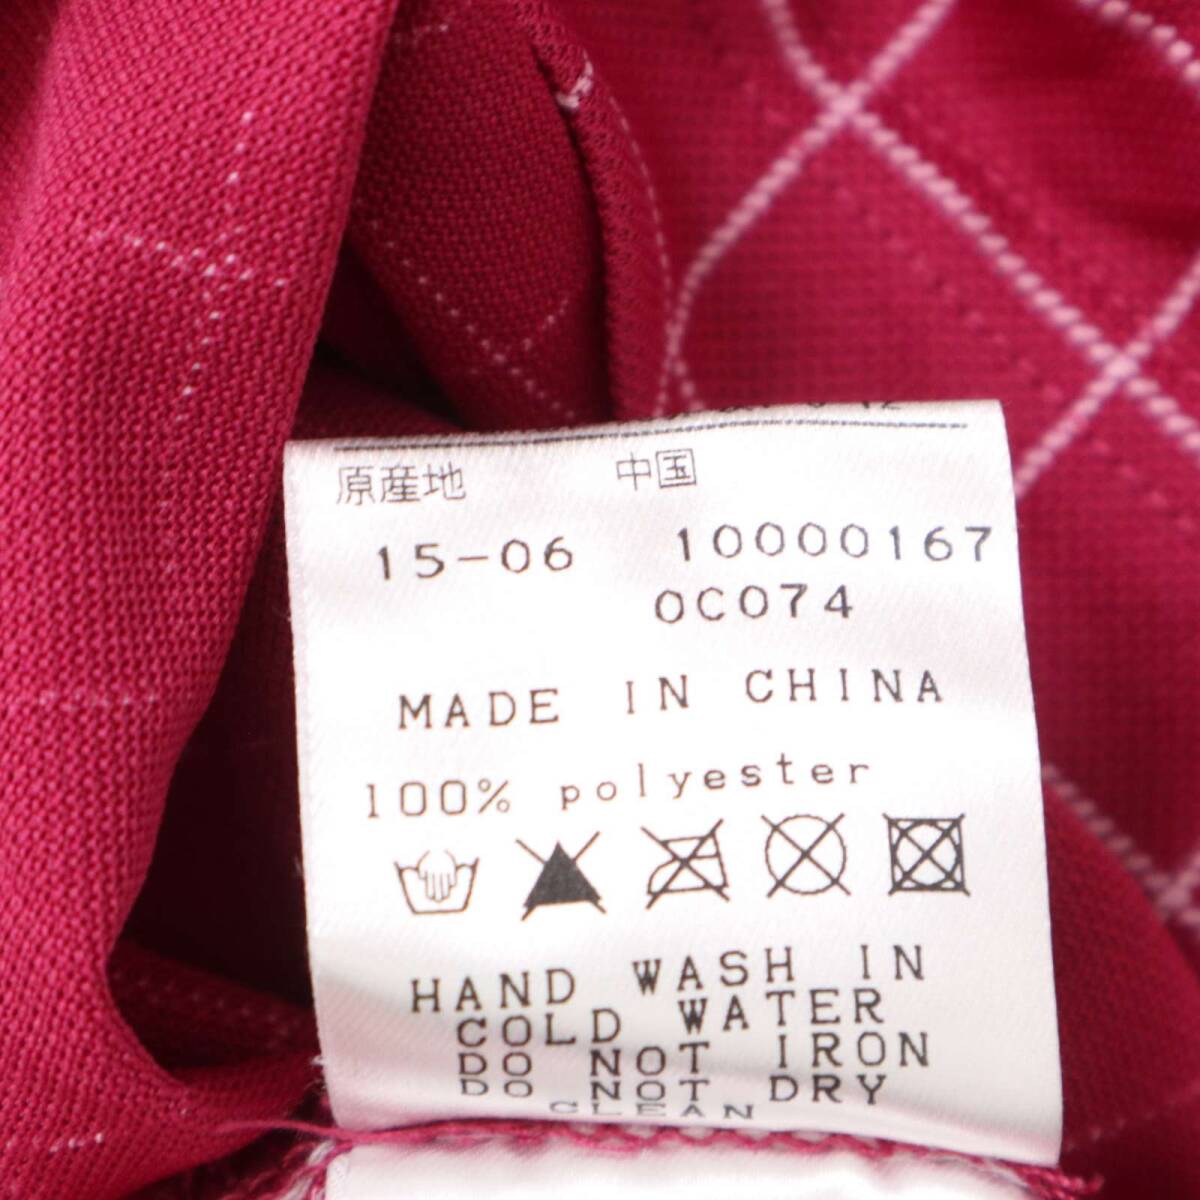 原産地 中国
15-06 10000167
0C074
MADE IN CHINA
100% polyester
HAND WASH IN
COLD WATER
DO NOT IRON
DO NOT DRY
CLEAN